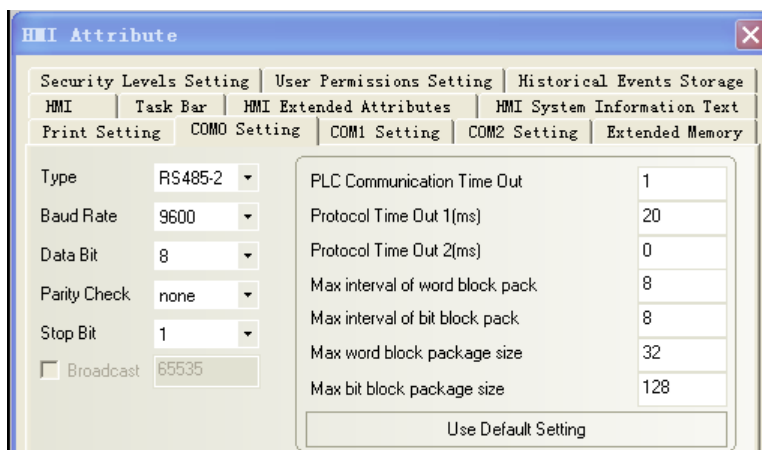 HMI Attribute
Security Levels Setting User Permissions Setting Historical Events Storage
HMI Task Bar HMI Extended Attributes HMI System Information Text
Print Setting COM0 Setting COM1 Setting COM2 Setting Extended Memory
Type RS485-2
Baud Rate 9600
Data Bit 8
Parity Check none
Stop Bit 1
Broadcast 65535
PLC Communication Time Out 1
Protocol Time Out 1(ms) 20
Protocol Time Out 2(ms) 0
Max interval of word block pack 8
Max interval of bit block pack 8
Max word block package size 32
Max bit block package size 128
Use Default Setting